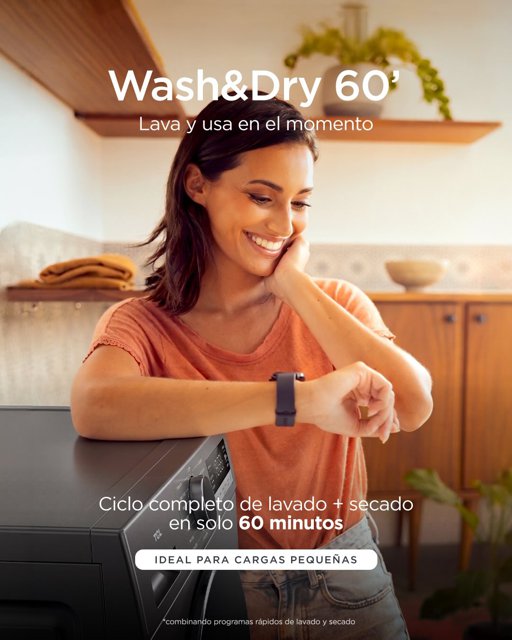 Wash&Dry 60'
Lava y usa en el momento
TCL
Ciclo completo de lavado + secado
en solo 60 minutos
IDEAL PARA CARGAS PEQUEÑAS
*combinando programas rápidos de lavado y secado